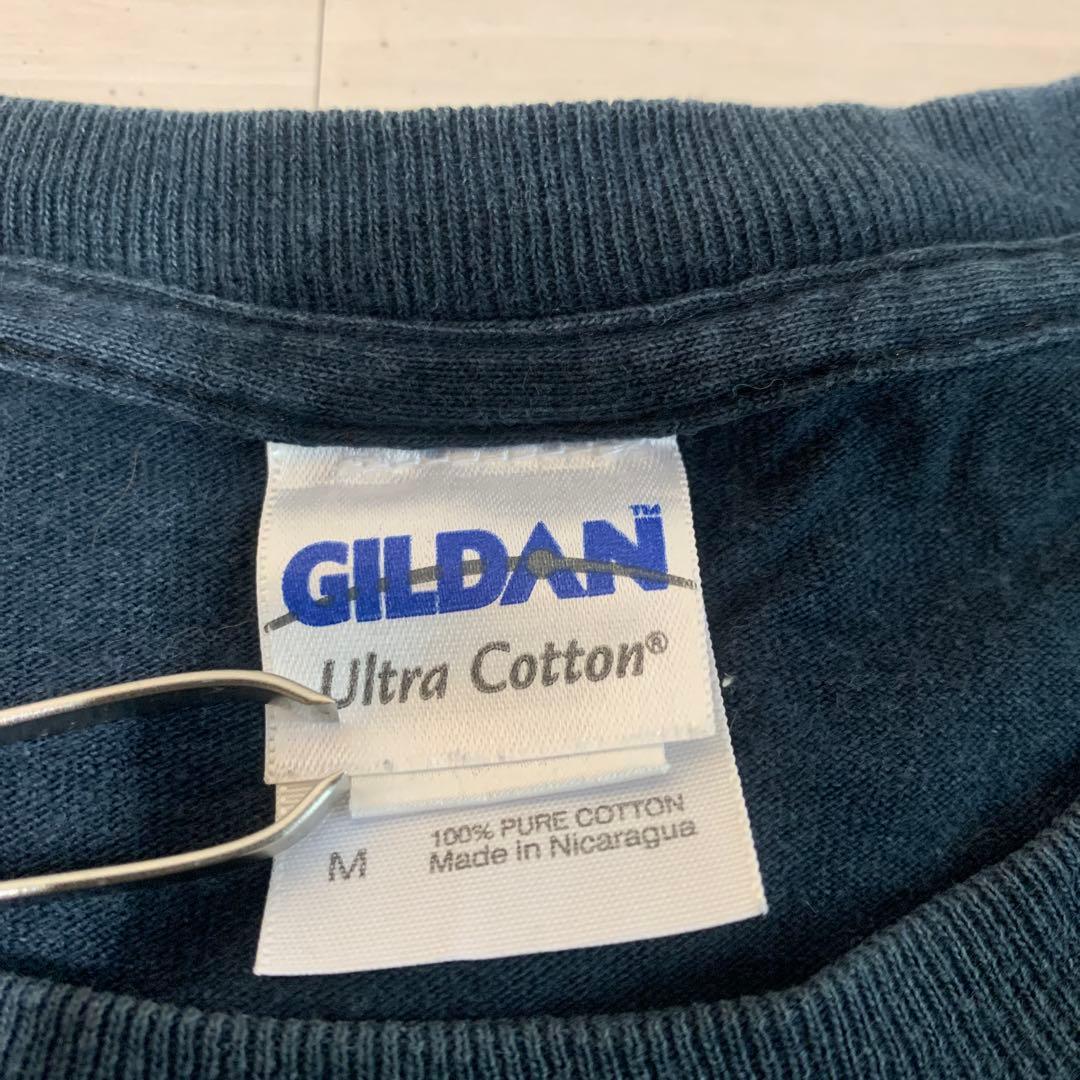 GILDAN™
Ultra Cotton®
100% PURE COTTON
M Made in Nicaragua